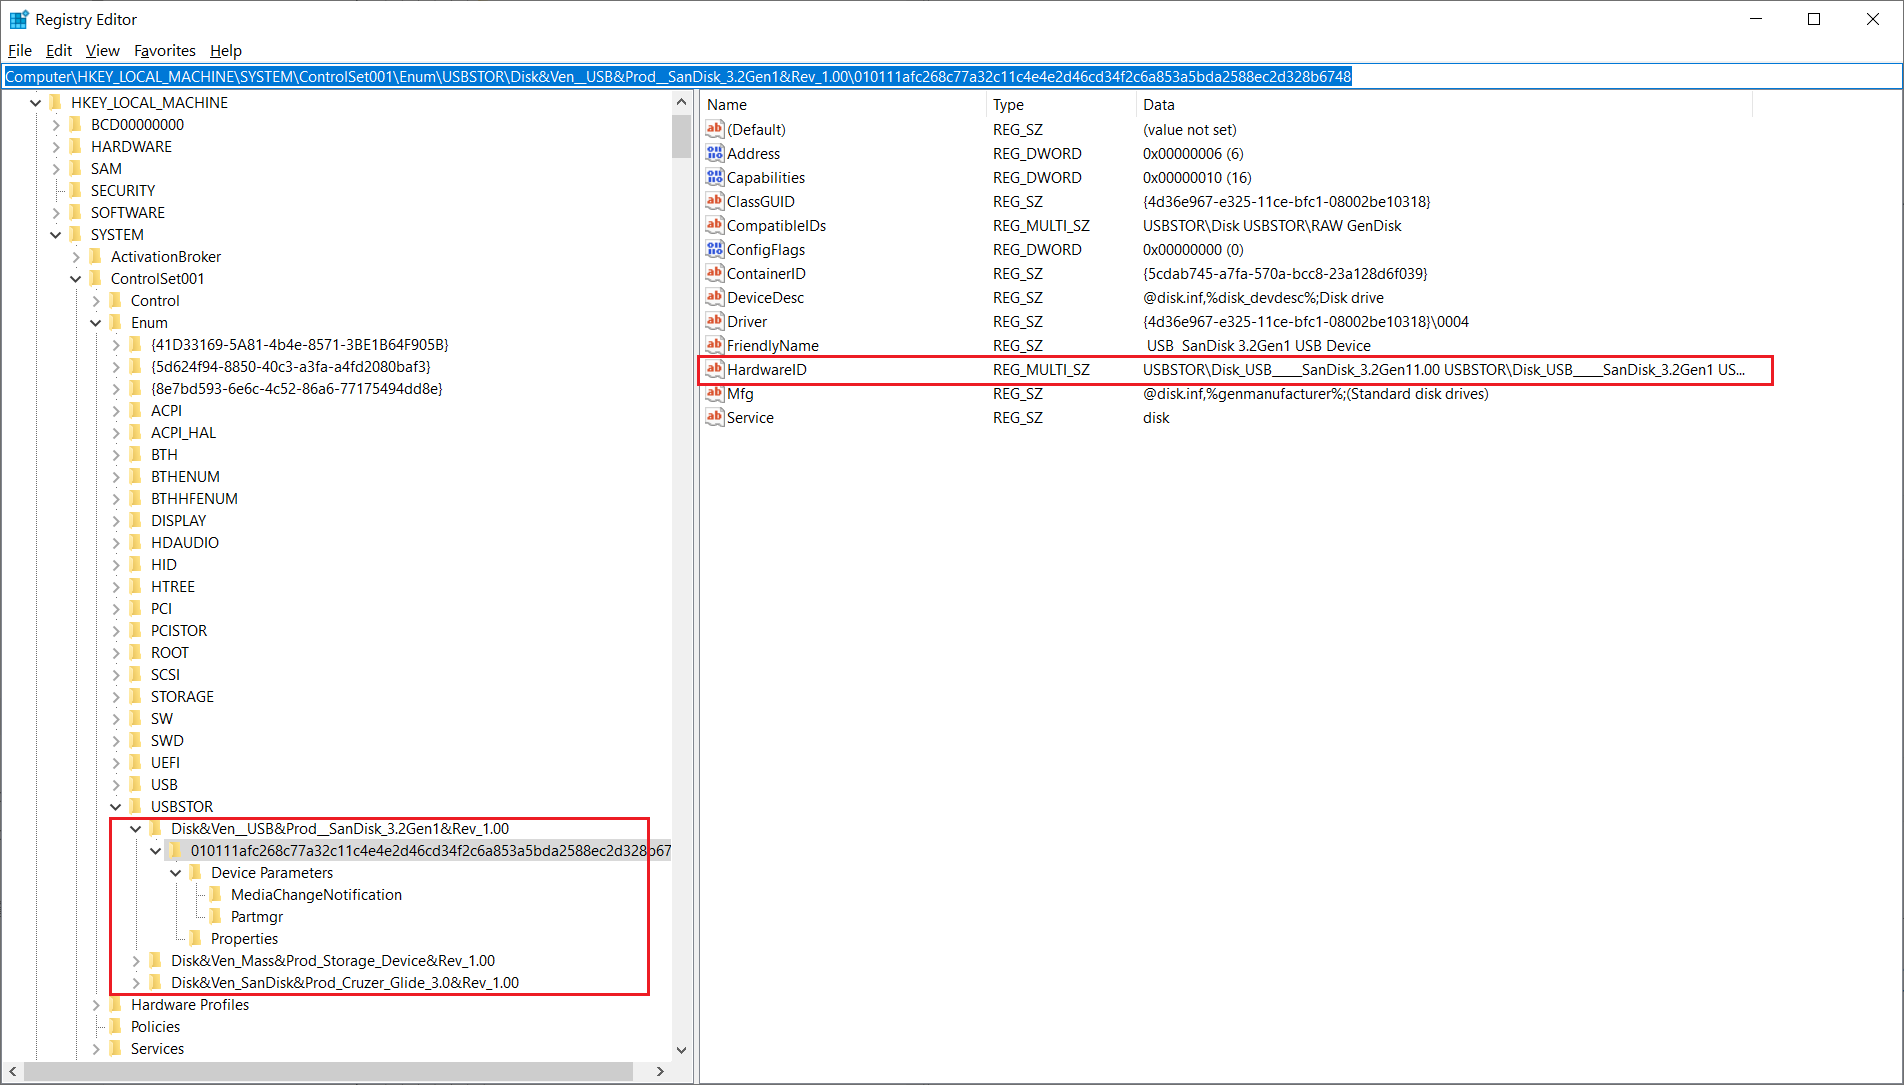 Registry Editor
File Edit View Favorites Help
Computer\HKEY_LOCAL_MACHINE\SYSTEM\ControlSet001\Enum\USBSTOR\Disk&Ven__USB&Prod__SanDisk_3.2Gen1&Rev_1.00\010111afc268c77a32c11c4e4e2d46cd34f2c6a853a5bda2588ec2d328b6748
HKEY_LOCAL_MACHINE
BCD00000000
HARDWARE
SAM
SECURITY
SOFTWARE
SYSTEM
ActivationBroker
ControlSet001
Control
Enum
{41D33169-5A81-4b4e-8571-3BE1B64F905B}
{5d624f94-8850-40c3-a3fa-a4fd2080baf3}
{8e7bd593-6e6c-4c52-86a6-77175494dd8e}
ACPI
ACPI_HAL
BTH
BTHENUM
BTHHFENUM
DISPLAY
HDAUDIO
HID
HTREE
PCI
PCISTOR
ROOT
SCSI
STORAGE
SW
SWD
UEFI
USB
USBSTOR
Disk&Ven__USB&Prod__SanDisk_3.2Gen1&Rev_1.00
010111afc268c77a32c11c4e4e2d46cd34f2c6a853a5bda2588ec2d328b67
Device Parameters
MediaChangeNotification
Partmgr
Properties
Disk&Ven_Mass&Prod_Storage_Device&Rev_1.00
Disk&Ven_SanDisk&Prod_Cruzer_Glide_3.0&Rev_1.00
Hardware Profiles
Policies
Services
Name Type Data
(Default) REG_SZ (value not set)
Address REG_DWORD 0x00000006 (6)
Capabilities REG_DWORD 0x00000010 (16)
ClassGUID REG_SZ {4d36e967-e325-11ce-bfc1-08002be10318}
CompatibleIDs REG_MULTI_SZ USBSTOR\Disk USBSTOR\RAW GenDisk
ConfigFlags REG_DWORD 0x00000000 (0)
ContainerID REG_SZ {5cdab745-a7fa-570a-bcc8-23a128d6f039}
DeviceDesc REG_SZ @disk.inf,%disk_devdesc%;Disk drive
Driver REG_SZ {4d36e967-e325-11ce-bfc1-08002be10318}\0004
FriendlyName REG_SZ USB  SanDisk 3.2Gen1 USB Device
HardwareID REG_MULTI_SZ USBSTOR\Disk_USB_____SanDisk_3.2Gen11.00 USBSTOR\Disk_USB_____SanDisk_3.2Gen1 US...
Mfg REG_SZ @disk.inf,%genmanufacturer%;(Standard disk drives)
Service REG_SZ disk